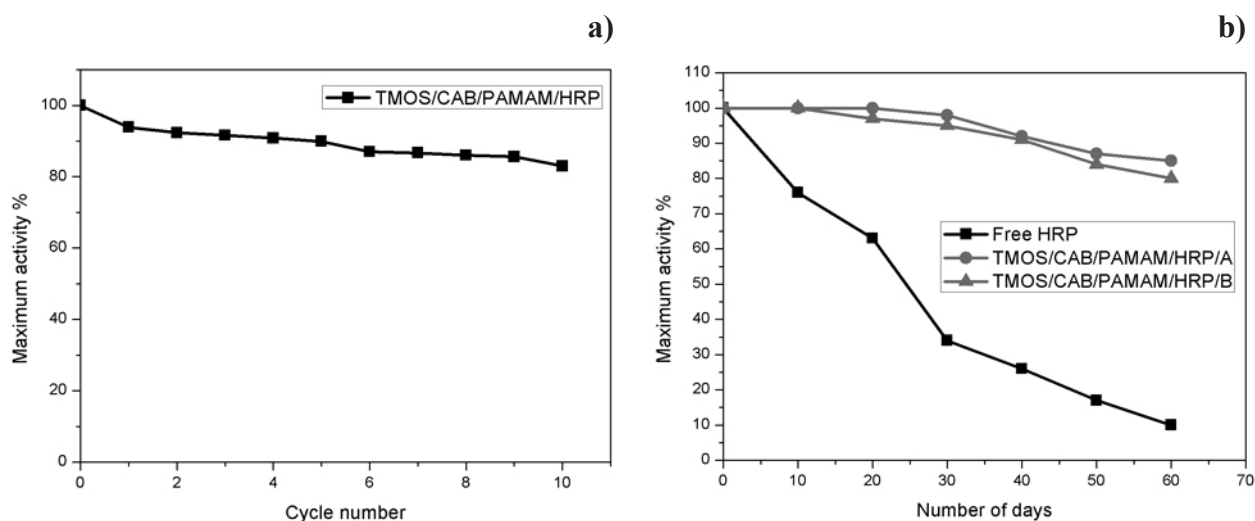 a)
TMOS/CAB/PAMAM/HRP
Maximum activity %
100
80
60
40
20
0
0 2 4 6 8 10
Cycle number
b)
110
100
90
80
70
60
50
40
30
20
10
0
Maximum activity %
Free HRP
TMOS/CAB/PAMAM/HRP/A
TMOS/CAB/PAMAM/HRP/B
0 10 20 30 40 50 60 70
Number of days